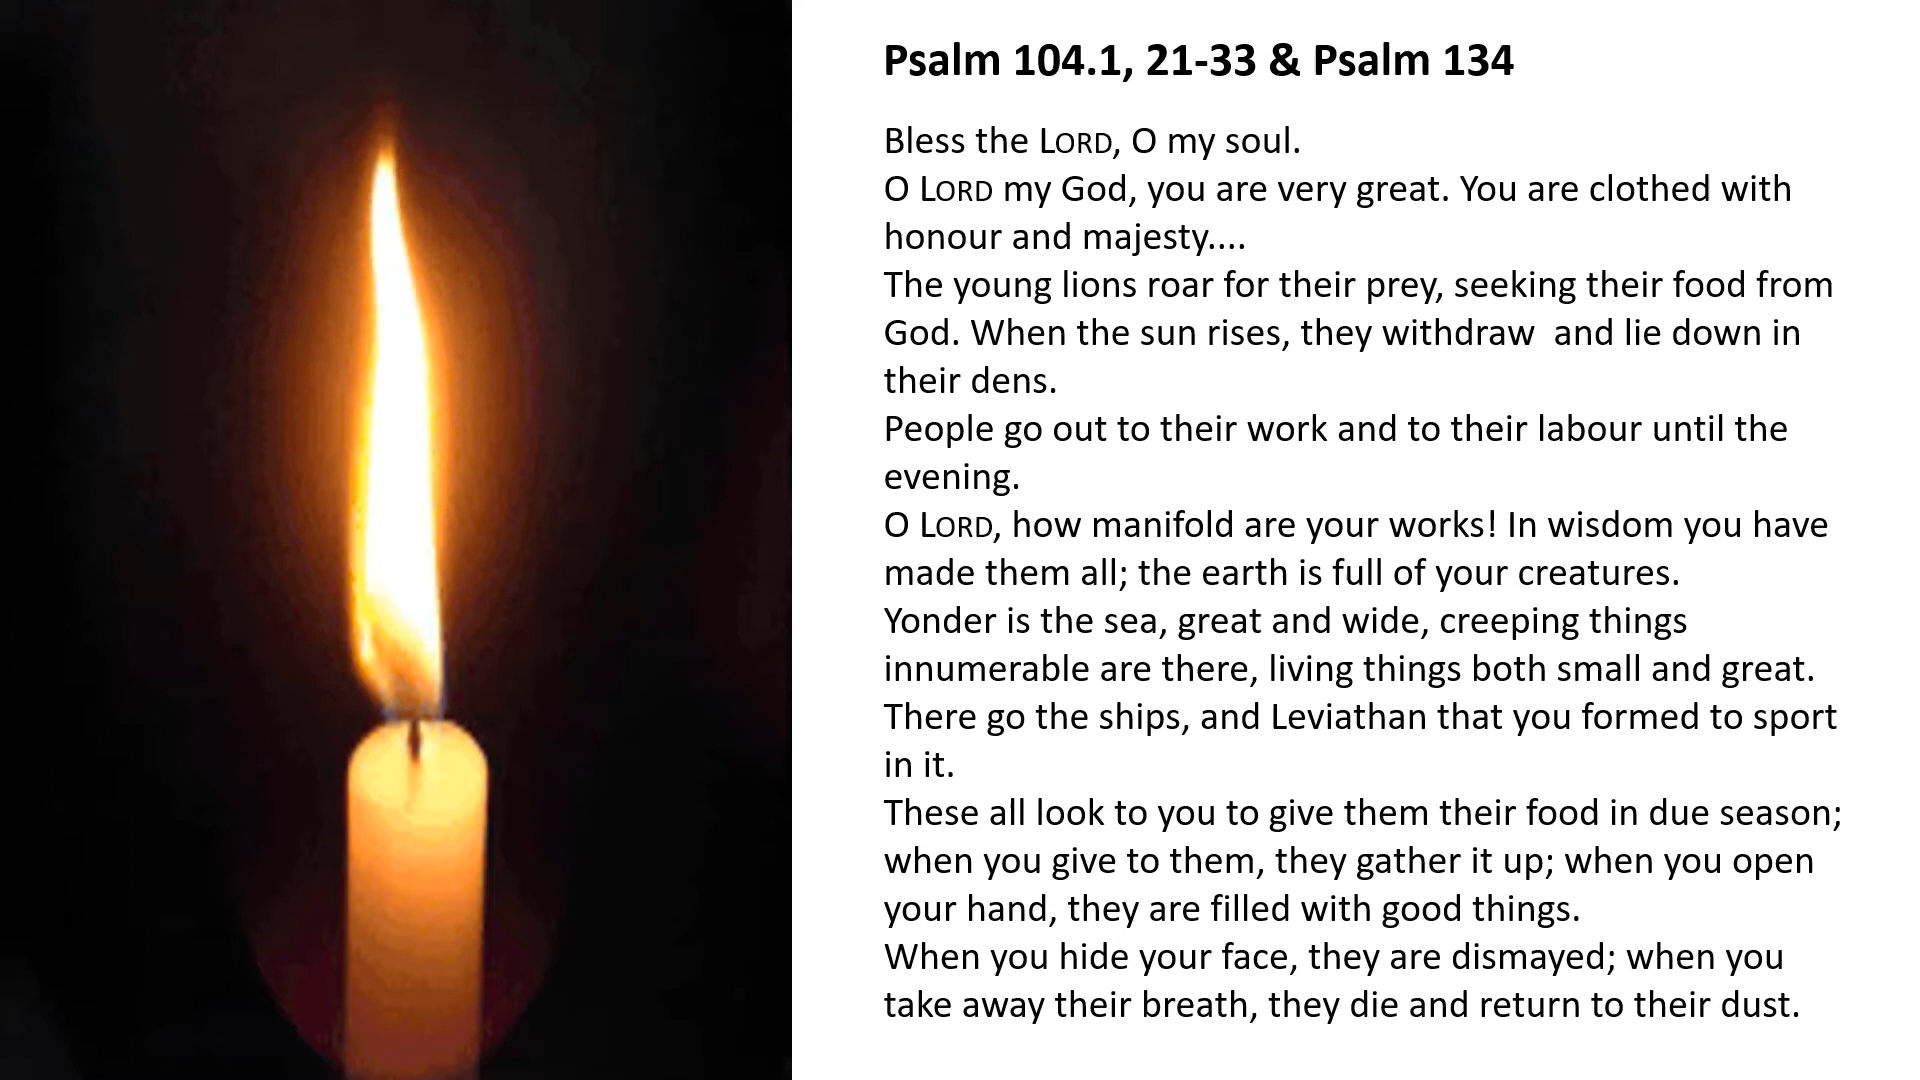 Psalm 104.1, 21-33 & Psalm 134
Bless the LORD, O my soul.
O LORD my God, you are very great. You are clothed with
honour and majesty....
The young lions roar for their prey, seeking their food from
God. When the sun rises, they withdraw  and lie down in
their dens.
People go out to their work and to their labour until the
evening.
O LORD, how manifold are your works! In wisdom you have
made them all; the earth is full of your creatures.
Yonder is the sea, great and wide, creeping things
innumerable are there, living things both small and great.
There go the ships, and Leviathan that you formed to sport
in it.
These all look to you to give them their food in due season;
when you give to them, they gather it up; when you open
your hand, they are filled with good things.
When you hide your face, they are dismayed; when you
take away their breath, they die and return to their dust.